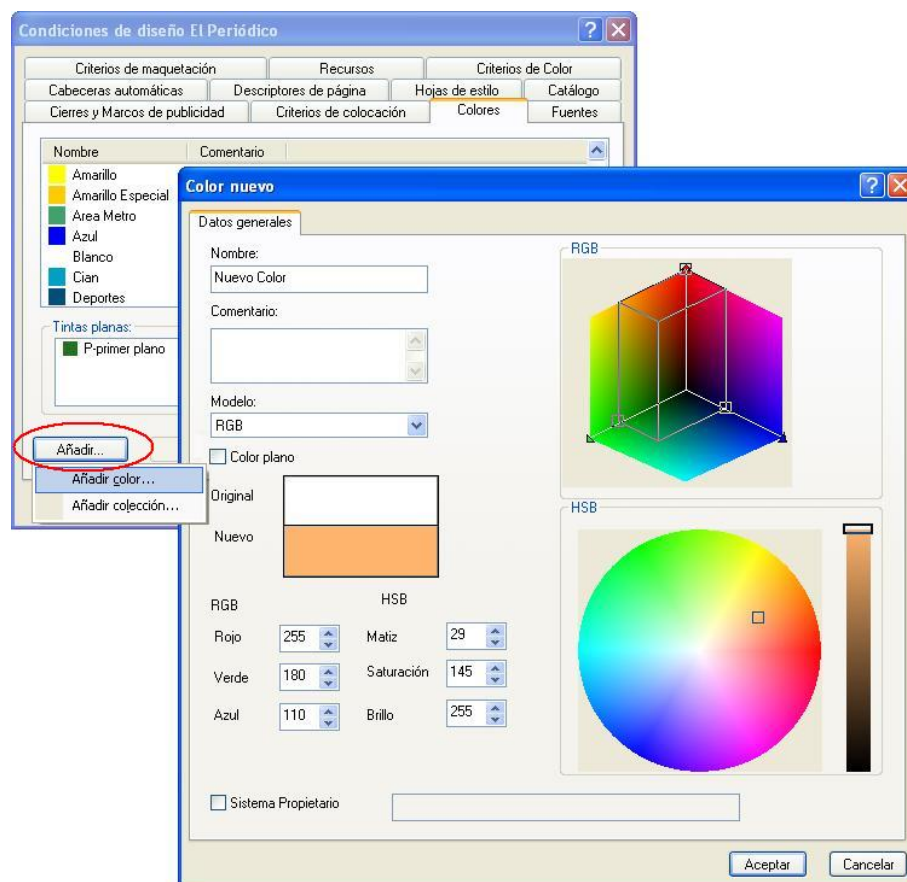 Condiciones de diseño El Periódico
Criterios de maquetación Recursos Criterios de Color
Cabeceras automáticas Descriptores de página Hojas de estilo Catálogo
Cierres y Marcos de publicidad Criterios de colocación Colores Fuentes
Nombre Comentario
Amarillo
Amarillo Especial
Area Metro
Azul
Blanco
Cian
Deportes
Tintas planas:
P-primer plano
Añadir...
Añadir color...
Añadir colección...
Color nuevo
Datos generales
Nombre:
Nuevo Color
Comentario:
Modelo:
RGB
Color plano
Original
Nuevo
RGB HSB
Rojo 255 Matiz 29
Verde 180 Saturación 145
Azul 110 Brillo 255
RGB
HSB
Sistema Propietario
Aceptar Cancelar